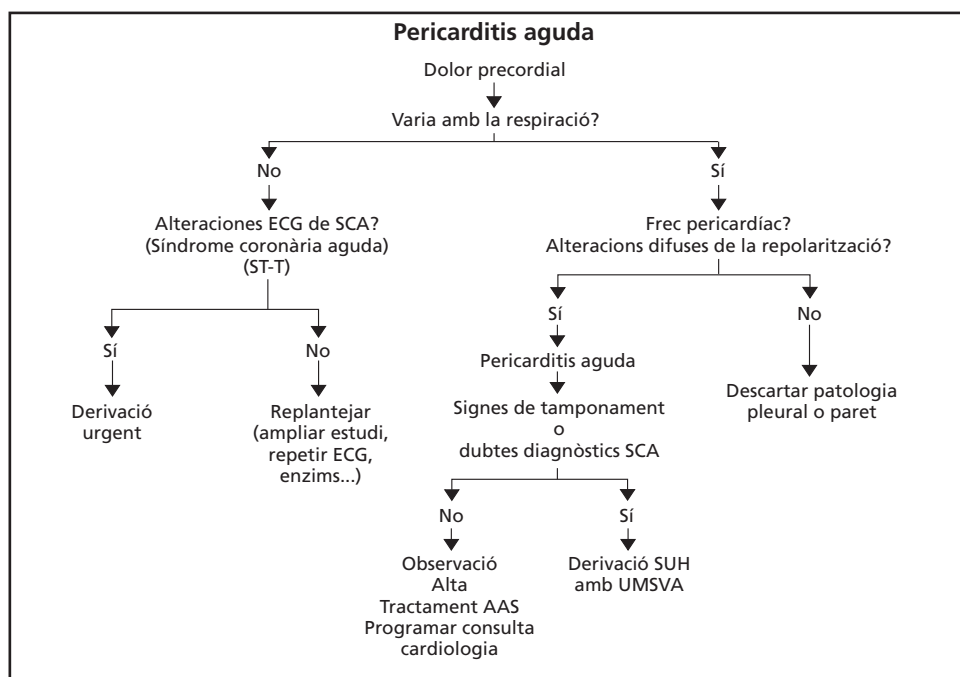 Pericarditis aguda
Dolor precordial
Varia amb la respiració?
No
Sí
Alteraciones ECG de SCA?
(Síndrome coronària aguda)
(ST-T)
Frec pericardíac?
Alteracions difuses de la repolarització?
Sí
No
Sí
No
Derivació
urgent
Replantejar
(ampliar estudi,
repetir ECG,
enzims...)
Pericarditis aguda
Descartar patologia
pleural o paret
Signes de tamponament
o
dubtes diagnòstics SCA
No
Sí
Observació
Alta
Tractament AAS
Programar consulta
cardiologia
Derivació SUH
amb UMSVA